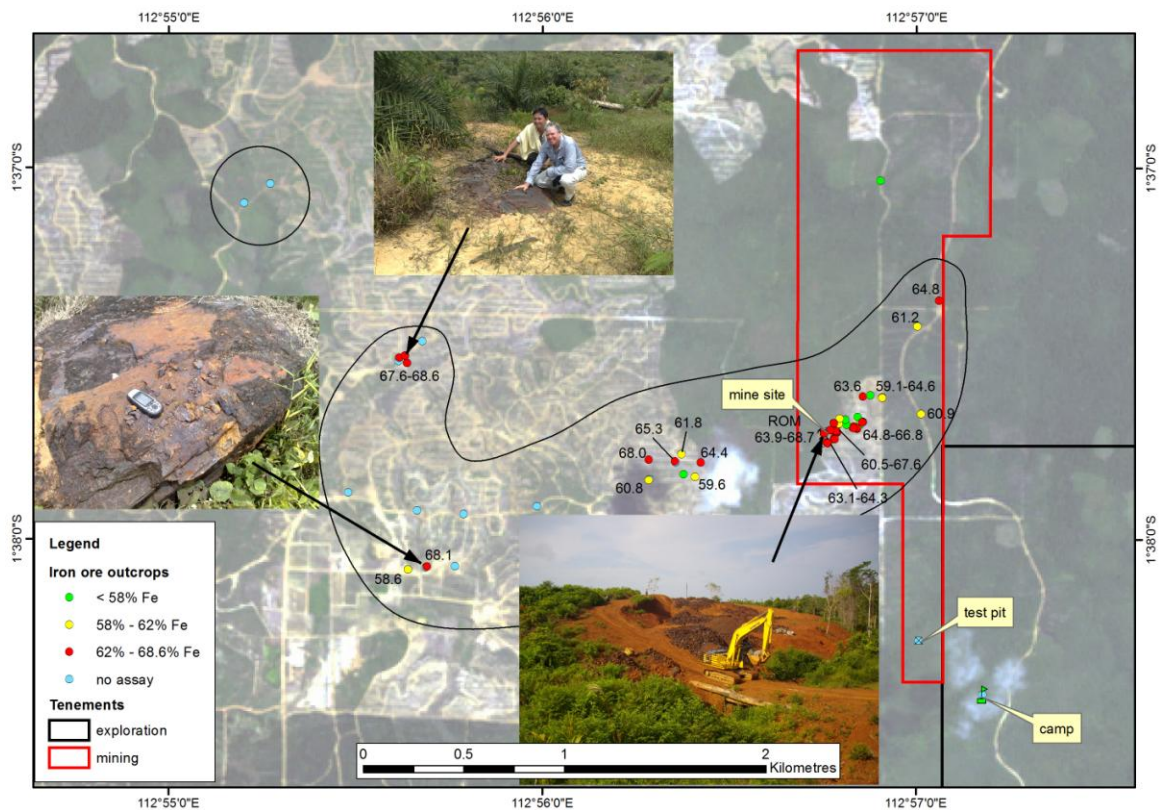 112°55'0"E
112°56'0"E
112°57'0"E
1°37'0"S
1°37'0"S
64.8
61.2
67.6-68.6
63.6
59.1-64.6
mine site
60.9
ROM
63.9-68.7
64.8-66.8
60.5-67.6
63.1-64.3
61.8
65.3
68.0
64.4
60.8
59.6
1°38'0"S
1°38'0"S
68.1
58.6
Legend
Iron ore outcrops
< 58% Fe
58% - 62% Fe
62% - 68.6% Fe
no assay
Tenements
exploration
mining
test pit
camp
0 0.5 1 2
Kilometres
112°55'0"E
112°56'0"E
112°57'0"E